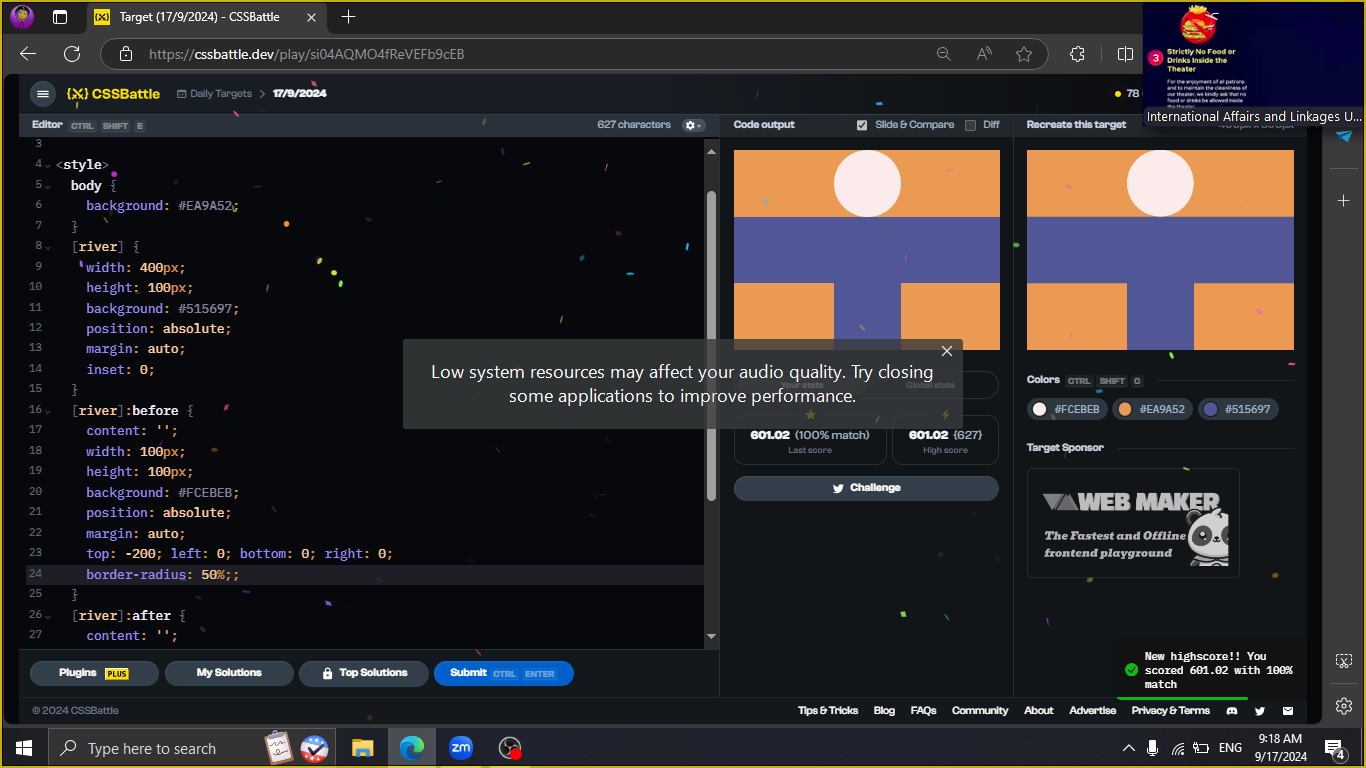 Target (17/9/2024) - CSSBattle
https://cssbattle.dev/play/si04AQMO4fReVEFb9cEB
3
Strictly No Food or
Drinks Inside the
Theater
For the enjoyment of all patrons
and to maintain the cleanliness of
our theater, we kindly ask that no
food or drinks be allowed inside
the theater.
International Affairs and Linkages U...
{X} CSSBattle
Daily Targets > 17/9/2024
78
Editor CTRL SHIFT E
627 characters
Code output
Slide & Compare
Diff
Recreate this target
3
4 <style>
5 body {
6 background: #EA9A52;
7 }
8 [river] {
9 width: 400px;
10 height: 100px;
11 background: #515697;
12 position: absolute;
13 margin: auto;
14 inset: 0;
15 }
16 [river]:before {
17 content: '';
18 width: 100px;
19 height: 100px;
20 background: #FCEBEB;
21 position: absolute;
22 margin: auto;
23 top: -200; left: 0; bottom: 0; right: 0;
24 border-radius: 50%;;
25 }
26 [river]:after {
27 content: '';
Low system resources may affect your audio quality. Try closing
some applications to improve performance.
Your stats
Global stats
601.02 (100% match)
Last score
601.02 {627}
High score
Challenge
Colors CTRL SHIFT C
#FCEBEB
#EA9A52
#515697
Target Sponsor
WEB MAKER
The Fastest and Offline
frontend playground
Plugins PLUS
My Solutions
Top Solutions
Submit CTRL ENTER
New highscore!! You
scored 601.02 with 100%
match
© 2024 CSSBattle
Tips & Tricks
Blog
FAQs
Community
About
Advertise
Privacy & Terms
Type here to search
zm
ENG
9:18 AM
9/17/2024
4